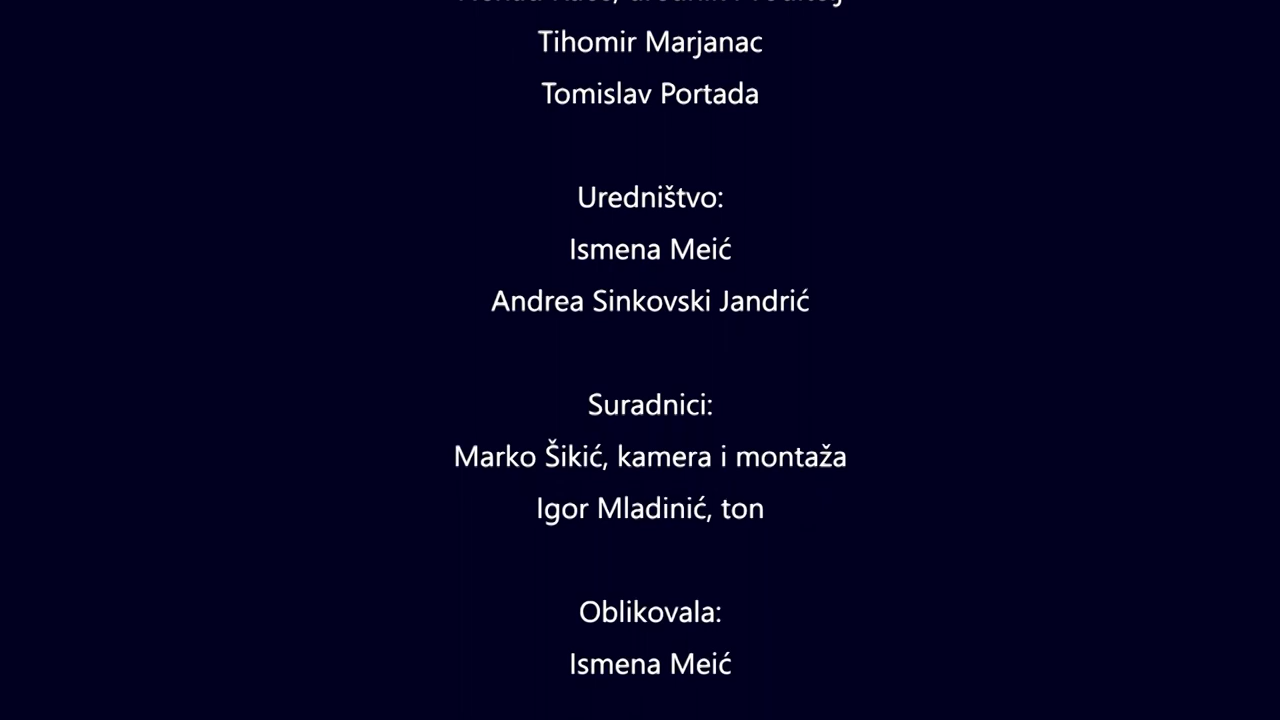 Tihomir Marjanac
Tomislav Portada
Uredništvo:
Ismena Meić
Andrea Sinkovski Jandrić
Suradnici:
Marko Šikić, kamera i montaža
Igor Mladinić, ton
Oblikovala:
Ismena Meić